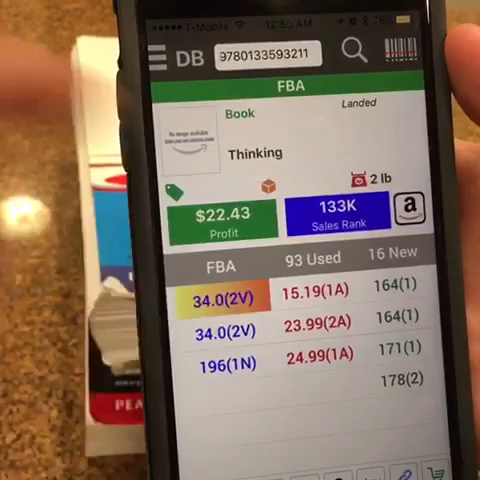 T-Mobile 12:50 AM 76%
DB 9780133593211
FBA
Book
Landed
Thinking
2 lb
$22.43
Profit
133K
Sales Rank
a
FBA
93 Used
16 New
34.0(2V) 15.19(1A) 164(1)
34.0(2V) 23.99(2A) 164(1)
196(1N) 24.99(1A) 171(1)
178(2)
PEA